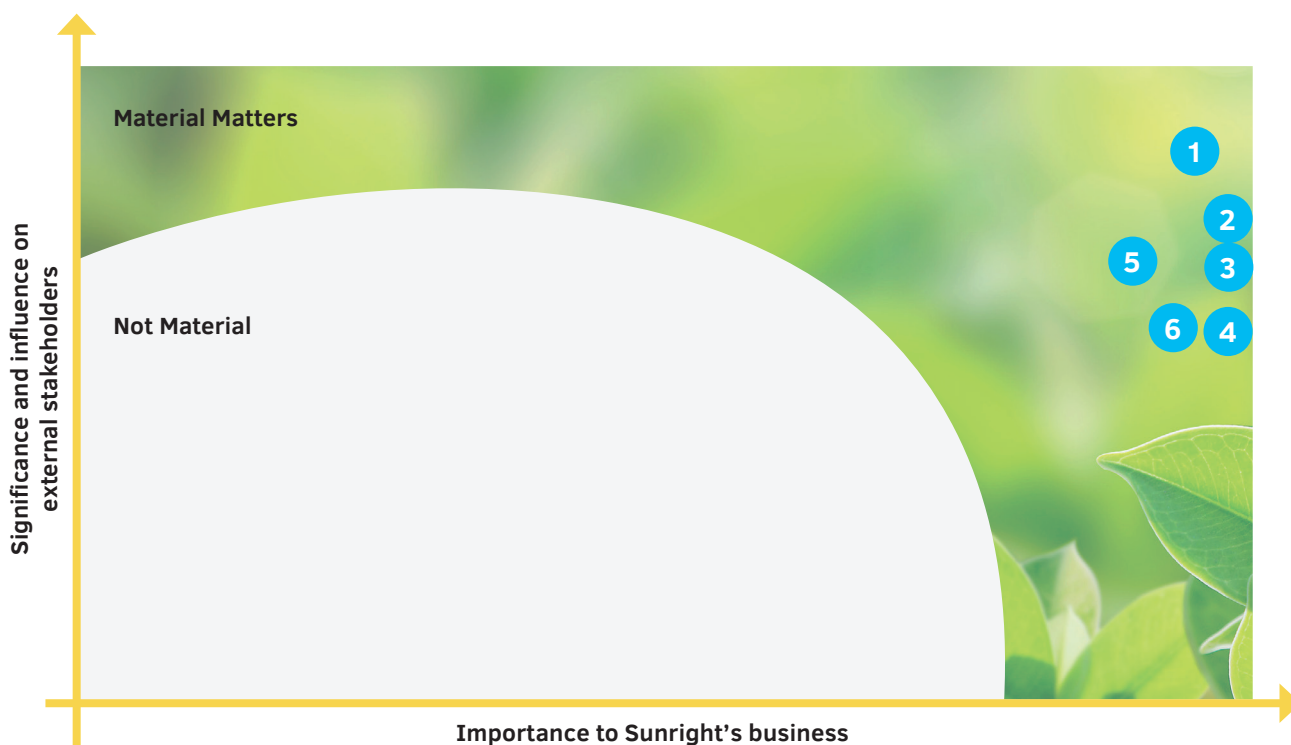 Material Matters
1
2
5
3
Not Material
6
4
Significance and influence on
external stakeholders
Importance to Sunright's business